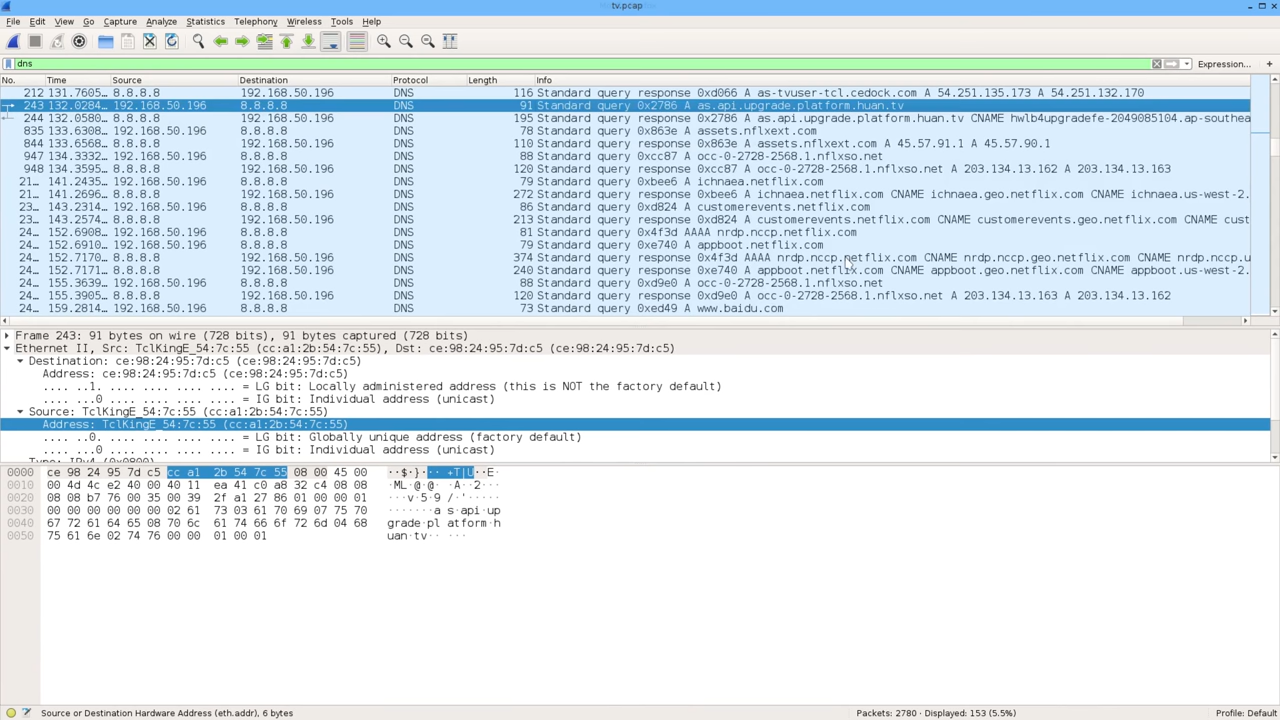 tv.pcap
File Edit View Go Capture Analyze Statistics Telephony Wireless Tools Help
dns Expression... +
No. Time Source Destination Protocol Length Info
212 131.7605… 8.8.8.8 192.168.50.196 DNS 116 Standard query response 0xd066 A as-tvuser-tcl.cedock.com A 54.251.135.173 A 54.251.132.170
243 132.0284… 192.168.50.196 8.8.8.8 DNS 91 Standard query 0x2786 A as.api.upgrade.platform.huan.tv
244 132.0580… 8.8.8.8 192.168.50.196 DNS 195 Standard query response 0x2786 A as.api.upgrade.platform.huan.tv CNAME hwlb4upgradefe-2049085104.ap-southea
835 133.6308… 192.168.50.196 8.8.8.8 DNS 78 Standard query 0x863e A assets.nflxext.com
844 133.6568… 8.8.8.8 192.168.50.196 DNS 110 Standard query response 0x863e A assets.nflxext.com A 45.57.91.1 A 45.57.90.1
947 134.3332… 192.168.50.196 8.8.8.8 DNS 88 Standard query 0xcc87 A occ-0-2728-2568.1.nflxso.net
948 134.3595… 8.8.8.8 192.168.50.196 DNS 120 Standard query response 0xcc87 A occ-0-2728-2568.1.nflxso.net A 203.134.13.162 A 203.134.13.163
21… 141.2435… 192.168.50.196 8.8.8.8 DNS 79 Standard query 0xbee6 A ichnaea.netflix.com
21… 141.2696… 8.8.8.8 192.168.50.196 DNS 272 Standard query response 0xbee6 A ichnaea.netflix.com CNAME ichnaea.geo.netflix.com CNAME ichnaea.us-west-2.
21… 143.2314… 192.168.50.196 8.8.8.8 DNS 86 Standard query 0xd824 A customerevents.netflix.com
21… 143.2574… 8.8.8.8 192.168.50.196 DNS 213 Standard query response 0xd824 A customerevents.netflix.com CNAME customerevents.geo.netflix.com CNAME cust
24… 152.6908… 192.168.50.196 8.8.8.8 DNS 81 Standard query 0x4f3d AAAA nrdp.nccp.netflix.com
24… 152.6910… 192.168.50.196 8.8.8.8 DNS 79 Standard query 0xe740 A appboot.netflix.com
24… 152.7170… 8.8.8.8 192.168.50.196 DNS 374 Standard query response 0x4f3d AAAA nrdp.nccp.netflix.com CNAME nrdp.nccp.geo.netflix.com CNAME nrdp.nccp.u
24… 152.7171… 8.8.8.8 192.168.50.196 DNS 240 Standard query response 0xe740 A appboot.netflix.com CNAME appboot.geo.netflix.com CNAME appboot.us-west-2
24… 155.3639… 192.168.50.196 8.8.8.8 DNS 88 Standard query 0xd9e0 A occ-0-2728-2568.1.nflxso.net
24… 155.3905… 8.8.8.8 192.168.50.196 DNS 120 Standard query response 0xd9e0 A occ-0-2728-2568.1.nflxso.net A 203.134.13.163 A 203.134.13.162
24… 159.2814… 192.168.50.196 8.8.8.8 DNS 73 Standard query 0xed49 A www.baidu.com
Frame 243: 91 bytes on wire (728 bits), 91 bytes captured (728 bits)
Ethernet II, Src: TclKingE_54:7c:55 (cc:a1:2b:54:7c:55), Dst: ce:98:24:95:7d:c5 (ce:98:24:95:7d:c5)
Destination: ce:98:24:95:7d:c5 (ce:98:24:95:7d:c5)
Address: ce:98:24:95:7d:c5 (ce:98:24:95:7d:c5)
.... ..1. .... .... .... .... = LG bit: Locally administered address (this is NOT the factory default)
.... ...0 .... .... .... .... = IG bit: Individual address (unicast)
Source: TclKingE_54:7c:55 (cc:a1:2b:54:7c:55)
Address: TclKingE_54:7c:55 (cc:a1:2b:54:7c:55)
.... ..0. .... .... .... .... = LG bit: Globally unique address (factory default)
.... ...0 .... .... .... .... = IG bit: Individual address (unicast)
Type: IPv4 (0x0800)
0000 ce 98 24 95 7d c5 cc a1 2b 54 7c 55 08 00 45 00 ··$·}··· +T|U··E·
0010 00 4d 4c e2 40 00 40 11 ea 41 c0 a8 32 c4 08 08 ·ML·@·@· ·A··2···
0020 08 08 b7 76 00 35 00 39 2f a1 27 86 01 00 00 01 ···v·5·9 /·'·····
0030 00 00 00 00 00 00 02 61 73 03 61 70 69 07 75 70 ·······a s·api·up
0040 67 72 61 64 65 08 70 6c 61 74 66 6f 72 6d 04 68 grade·pl atform·h
0050 75 61 6e 02 74 76 00 00 01 00 01 uan·tv·· ···
Source or Destination Hardware Address (eth.addr), 6 bytes Packets: 2780 · Displayed: 153 (5.5%) Profile: Default